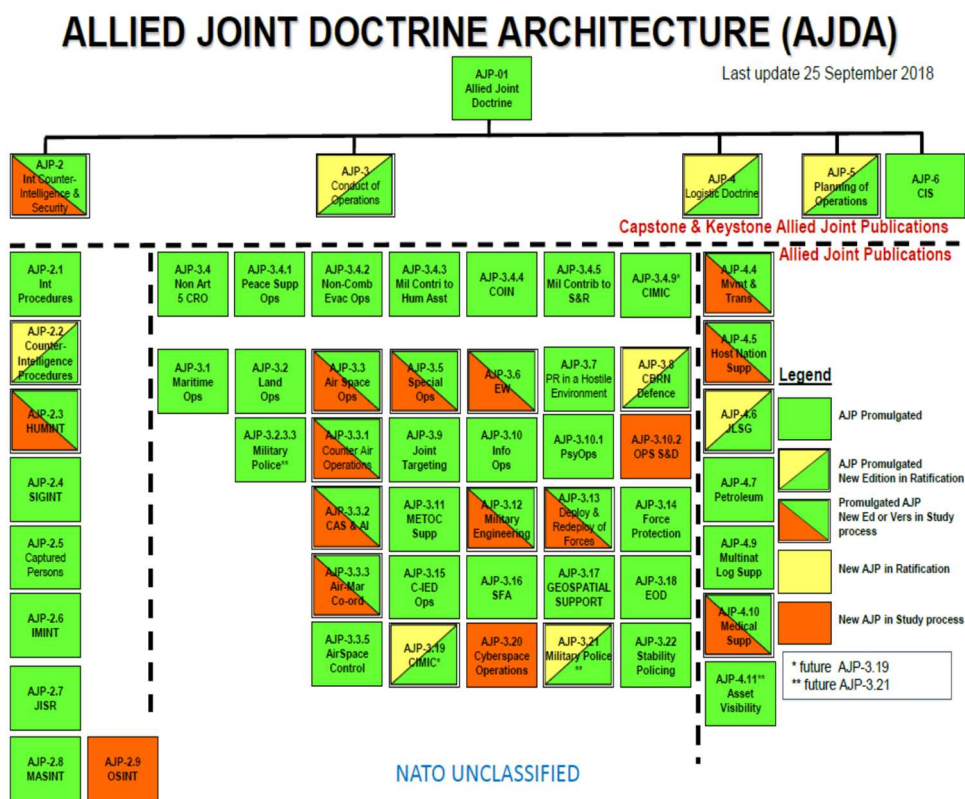 ALLIED JOINT DOCTRINE ARCHITECTURE (AJDA)
Last update 25 September 2018
AJP-01
Allied Joint
Doctrine
AJP-2
Int Counter-
Intelligence &
Security
AJP-3
Conduct of
Operations
AJP-4
Logistic Doctrine
AJP-5
Planning of
Operations
AJP-6
CIS
Capstone & Keystone Allied Joint Publications
Allied Joint Publications
AJP-2.1
Int
Procedures
AJP-2.2
Counter-
Intelligence
Procedures
AJP-2.3
HUMINT
AJP-2.4
SIGINT
AJP-2.5
Captured
Persons
AJP-2.6
IMINT
AJP-2.7
JISR
AJP-2.8
MASINT
AJP-2.9
OSINT
AJP-3.4
Non Art
5 CRO
AJP-3.4.1
Peace Supp
Ops
AJP-3.4.2
Non-Comb
Evac Ops
AJP-3.4.3
Mil Contri to
Hum Asst
AJP-3.4.4
COIN
AJP-3.4.5
Mil Contrib to
S&R
AJP-3.4.9*
CIMIC
AJP-3.1
Maritime
Ops
AJP-3.2
Land
Ops
AJP-3.3
Air Space
Ops
AJP-3.5
Special
Ops
AJP-3.6
EW
AJP-3.7
PR in a Hostile
Environment
AJP-3.8
CBRN
Defence
AJP-3.2.3.3
Military
Police**
AJP-3.3.1
Counter Air
Operations
AJP-3.9
Joint
Targeting
AJP-3.10
Info
Ops
AJP-3.10.1
PsyOps
AJP-3.10.2
OPS S&D
AJP-3.3.2
CAS & AI
AJP-3.11
METOC
Supp
AJP-3.12
Military
Engineering
AJP-3.13
Deploy &
Redeploy of
Forces
AJP-3.14
Force
Protection
AJP-3.3.3
Air-Mar
Co-ord
AJP-3.15
C-IED
Ops
AJP-3.16
SFA
AJP-3.17
GEOSPATIAL
SUPPORT
AJP-3.18
EOD
AJP-3.3.5
AirSpace
Control
AJP-3.19
CIMIC*
AJP-3.20
Cyberspace
Operations
AJP-3.21
Military Police
**
AJP-3.22
Stability
Policing
AJP-4.4
Mvmt &
Trans
AJP-4.5
Host Nation
Supp
AJP-4.6
JLSG
AJP-4.7
Petroleum
AJP-4.9
Multinat
Log Supp
AJP-4.10
Medical
Supp
AJP-4.11**
Asset
Visibility
Legend
AJP Promulgated
AJP Promulgated
New Edition in Ratification
Promulgated AJP
New Ed or Vers in Study
process
New AJP in Ratification
New AJP in Study process
* future AJP-3.19
** future AJP-3.21
NATO UNCLASSIFIED